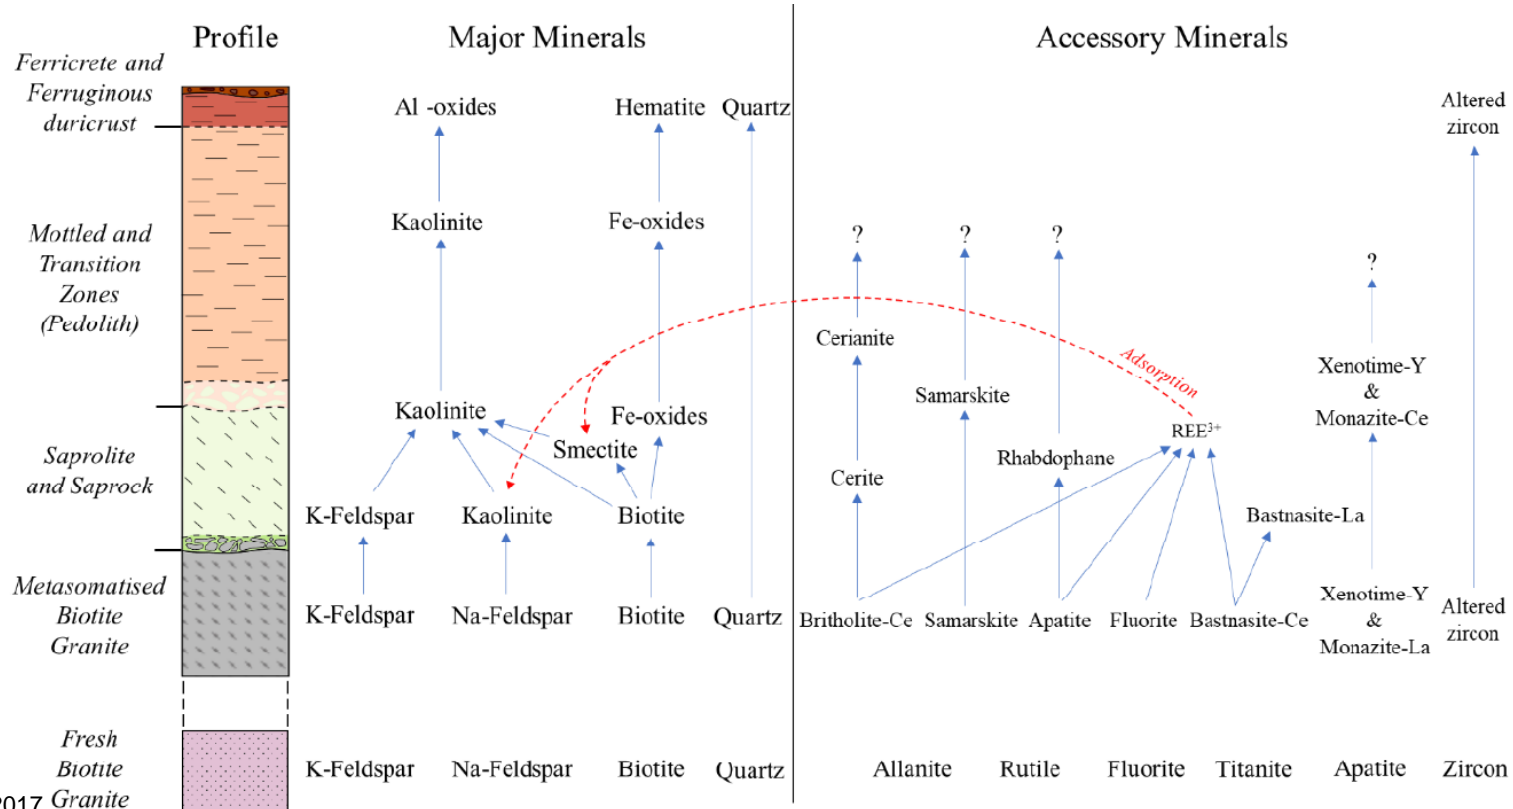 Profile
Major Minerals
Accessory Minerals
Ferricrete and
Ferruginous
duricrust
Al -oxides
Hematite
Quartz
Altered
zircon
Mottled and
Transition
Zones
(Pedolith)
Kaolinite
Fe-oxides
?
?
?
?
Cerianite
Adsorption
Samarskite
Xenotime-Y
&
Monazite-Ce
Kaolinite
Fe-oxides
REE3+
Smectite
Saprolite
and Saprock
Rhabdophane
Cerite
K-Feldspar
Kaolinite
Biotite
Bastnasite-La
Metasomatised
Biotite
Granite
K-Feldspar
Na-Feldspar
Biotite
Quartz
Britholite-Ce
Samarskite
Apatite
Fluorite
Bastnasite-Ce
Xenotime-Y
&
Monazite-La
Altered
zircon
Fresh
Biotite
Granite
K-Feldspar
Na-Feldspar
Biotite
Quartz
Allanite
Rutile
Fluorite
Titanite
Apatite
Zircon
2017